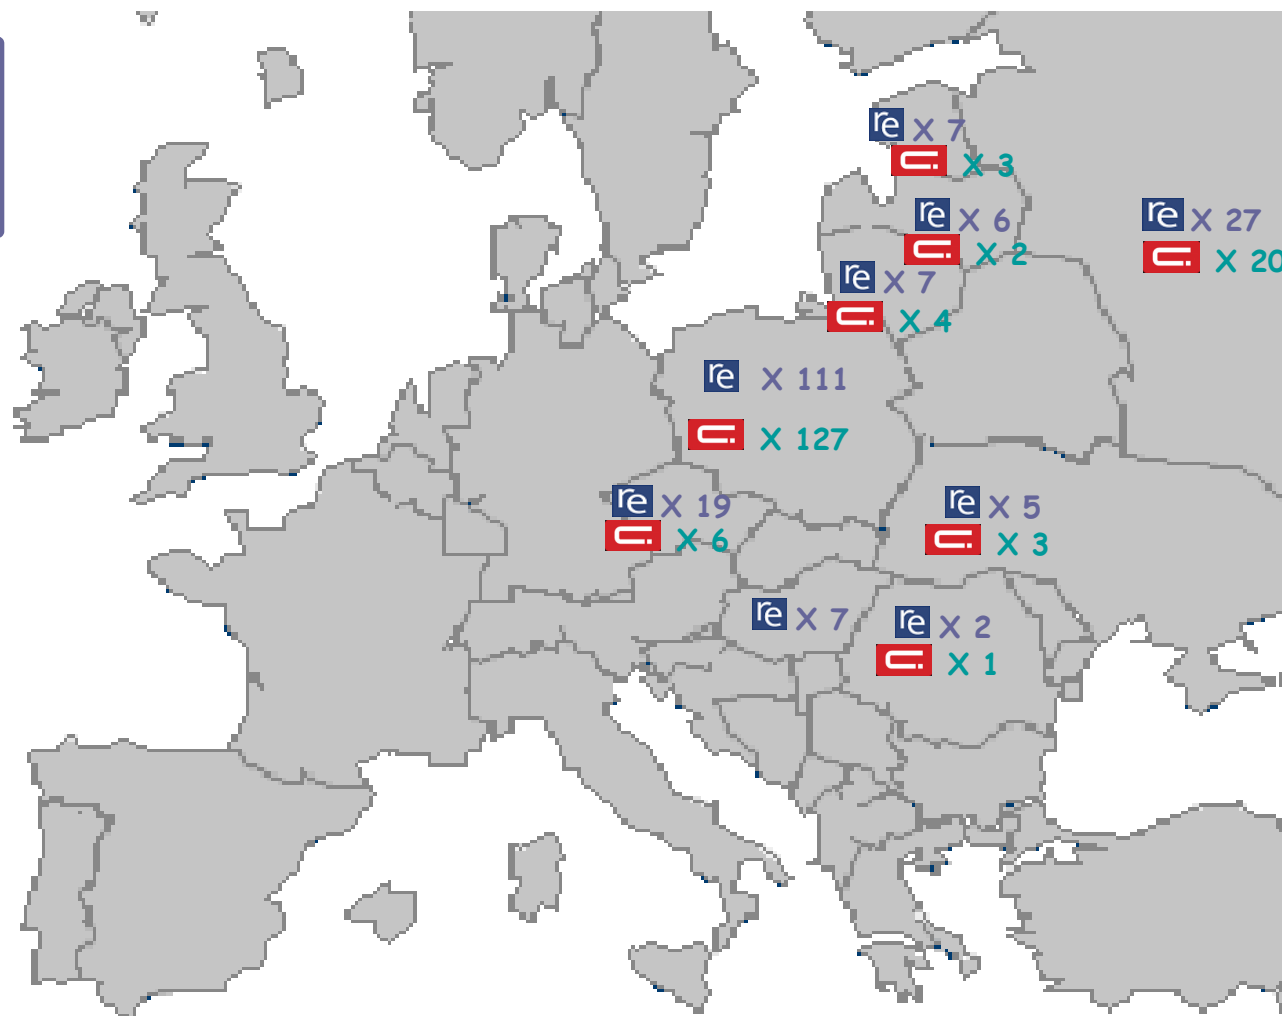 re X 7
X 3
re X 6
X 2
re X 27
X 20
re X 7
X 4
re X 111
X 127
re X 19
X 6
re X 5
X 3
re X 7
re X 2
X 1